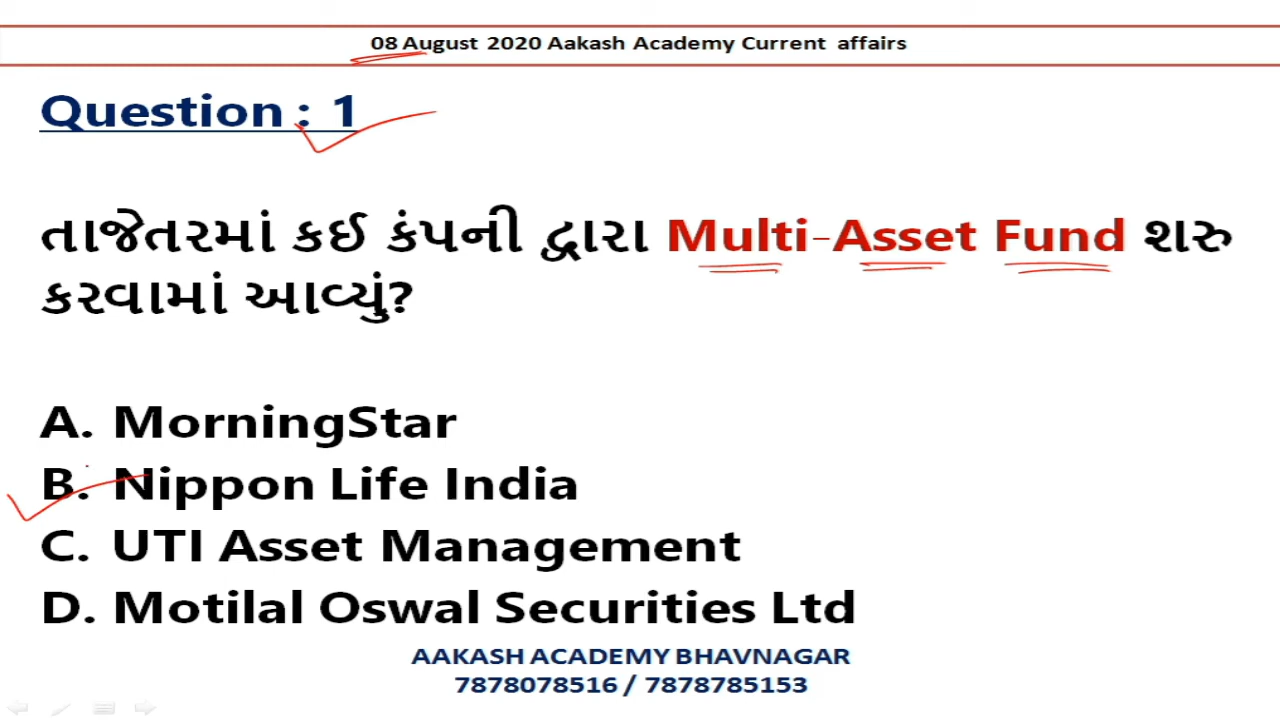 08 August 2020 Aakash Academy Current affairs
Question : 1
તાજેતરમાં કઈ કંપની દ્વારા Multi-Asset Fund શરુ
કરવામાં આવ્યું?
A. MorningStar
B. Nippon Life India
C. UTI Asset Management
D. Motilal Oswal Securities Ltd
AAKASH ACADEMY BHAVNAGAR
7878078516 / 7878785153